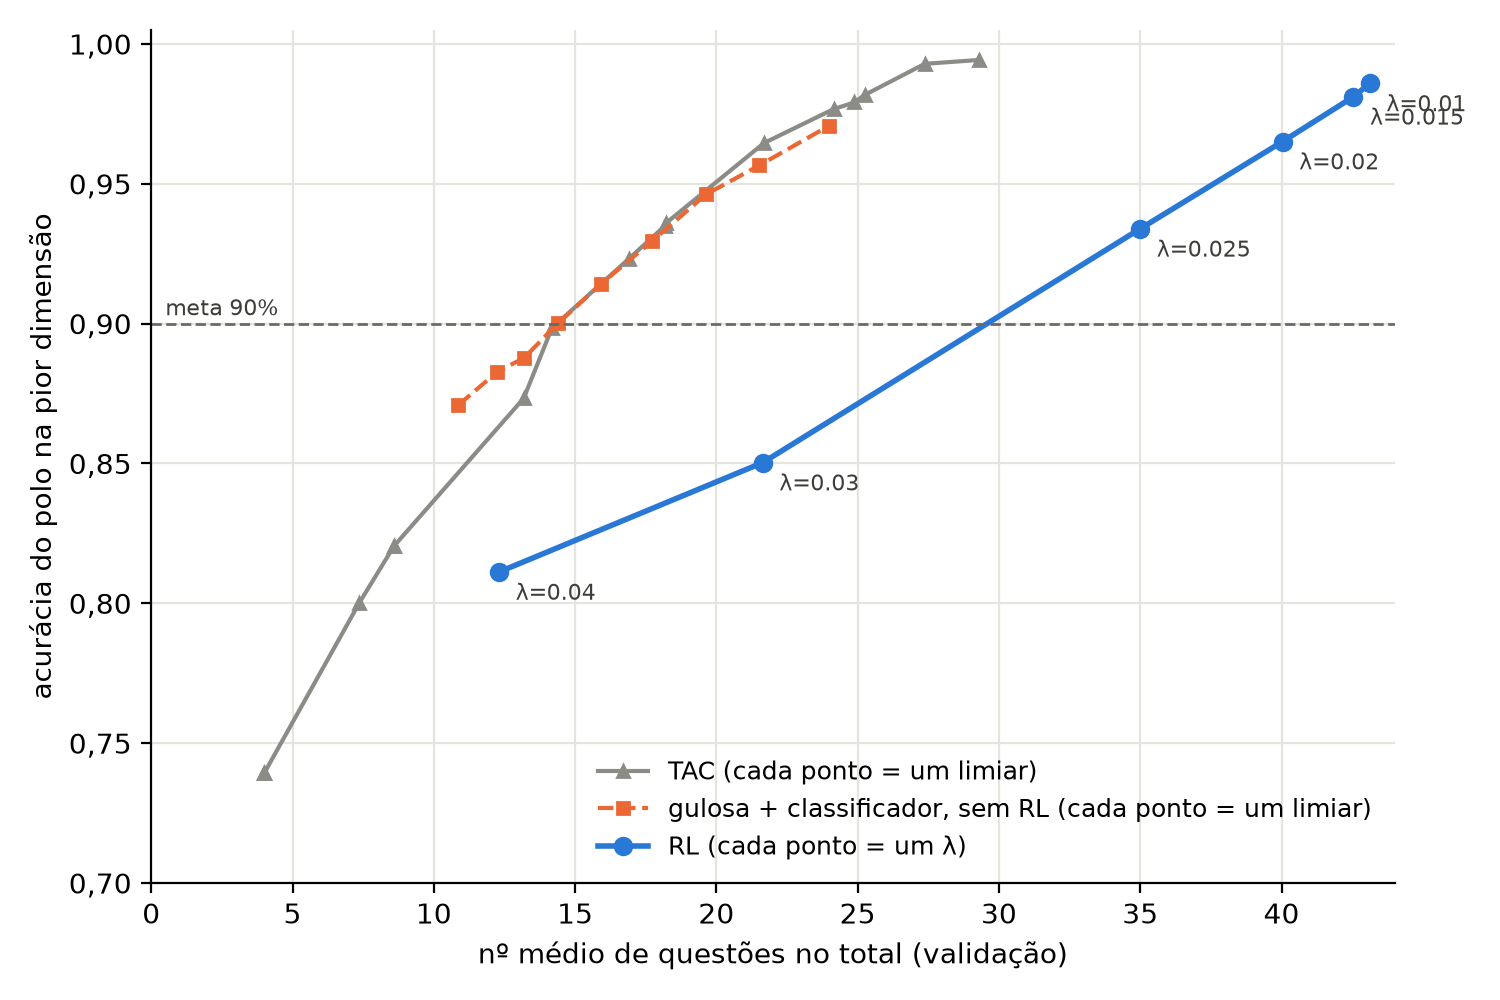 1,00
0,95
0,90
0,85
0,80
0,75
0,70
acurácia do polo na pior dimensão
meta 90%
λ=0.01
λ=0.015
λ=0.02
λ=0.025
λ=0.03
λ=0.04
TAC (cada ponto = um limiar)
gulosa + classificador, sem RL (cada ponto = um limiar)
RL (cada ponto = um λ)
0 5 10 15 20 25 30 35 40
nº médio de questões no total (validação)